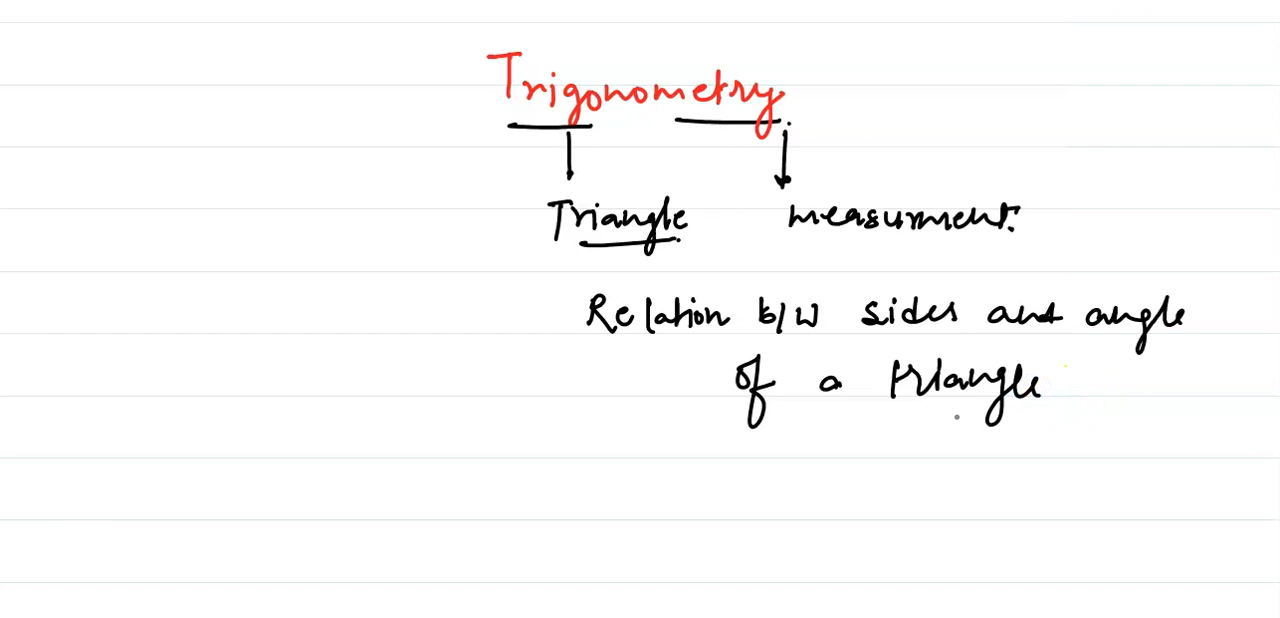 Trigonometry
Triangle measurment
Relation b/w sides and angle
of a triangle